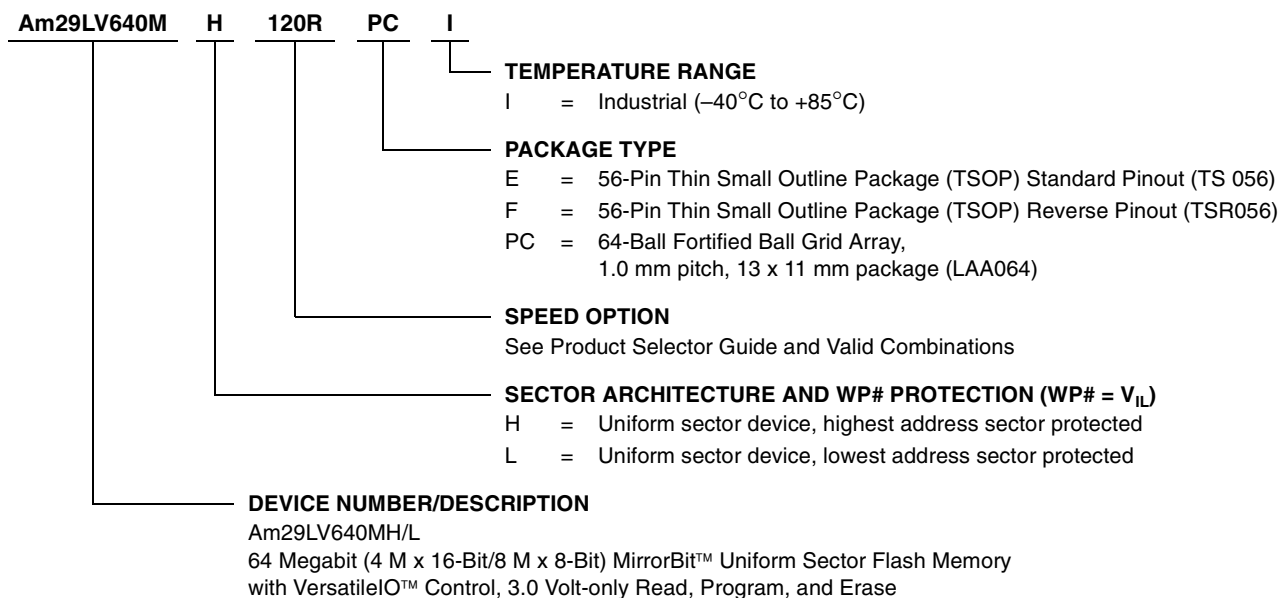 Am29LV640M H 120R PC I
TEMPERATURE RANGE
I = Industrial (–40°C to +85°C)
PACKAGE TYPE
E = 56-Pin Thin Small Outline Package (TSOP) Standard Pinout (TS 056)
F = 56-Pin Thin Small Outline Package (TSOP) Reverse Pinout (TSR056)
PC = 64-Ball Fortified Ball Grid Array,
1.0 mm pitch, 13 x 11 mm package (LAA064)
SPEED OPTION
See Product Selector Guide and Valid Combinations
SECTOR ARCHITECTURE AND WP# PROTECTION (WP# = VIL)
H = Uniform sector device, highest address sector protected
L = Uniform sector device, lowest address sector protected
DEVICE NUMBER/DESCRIPTION
Am29LV640MH/L
64 Megabit (4 M x 16-Bit/8 M x 8-Bit) MirrorBit™ Uniform Sector Flash Memory
with VersatileIO™ Control, 3.0 Volt-only Read, Program, and Erase